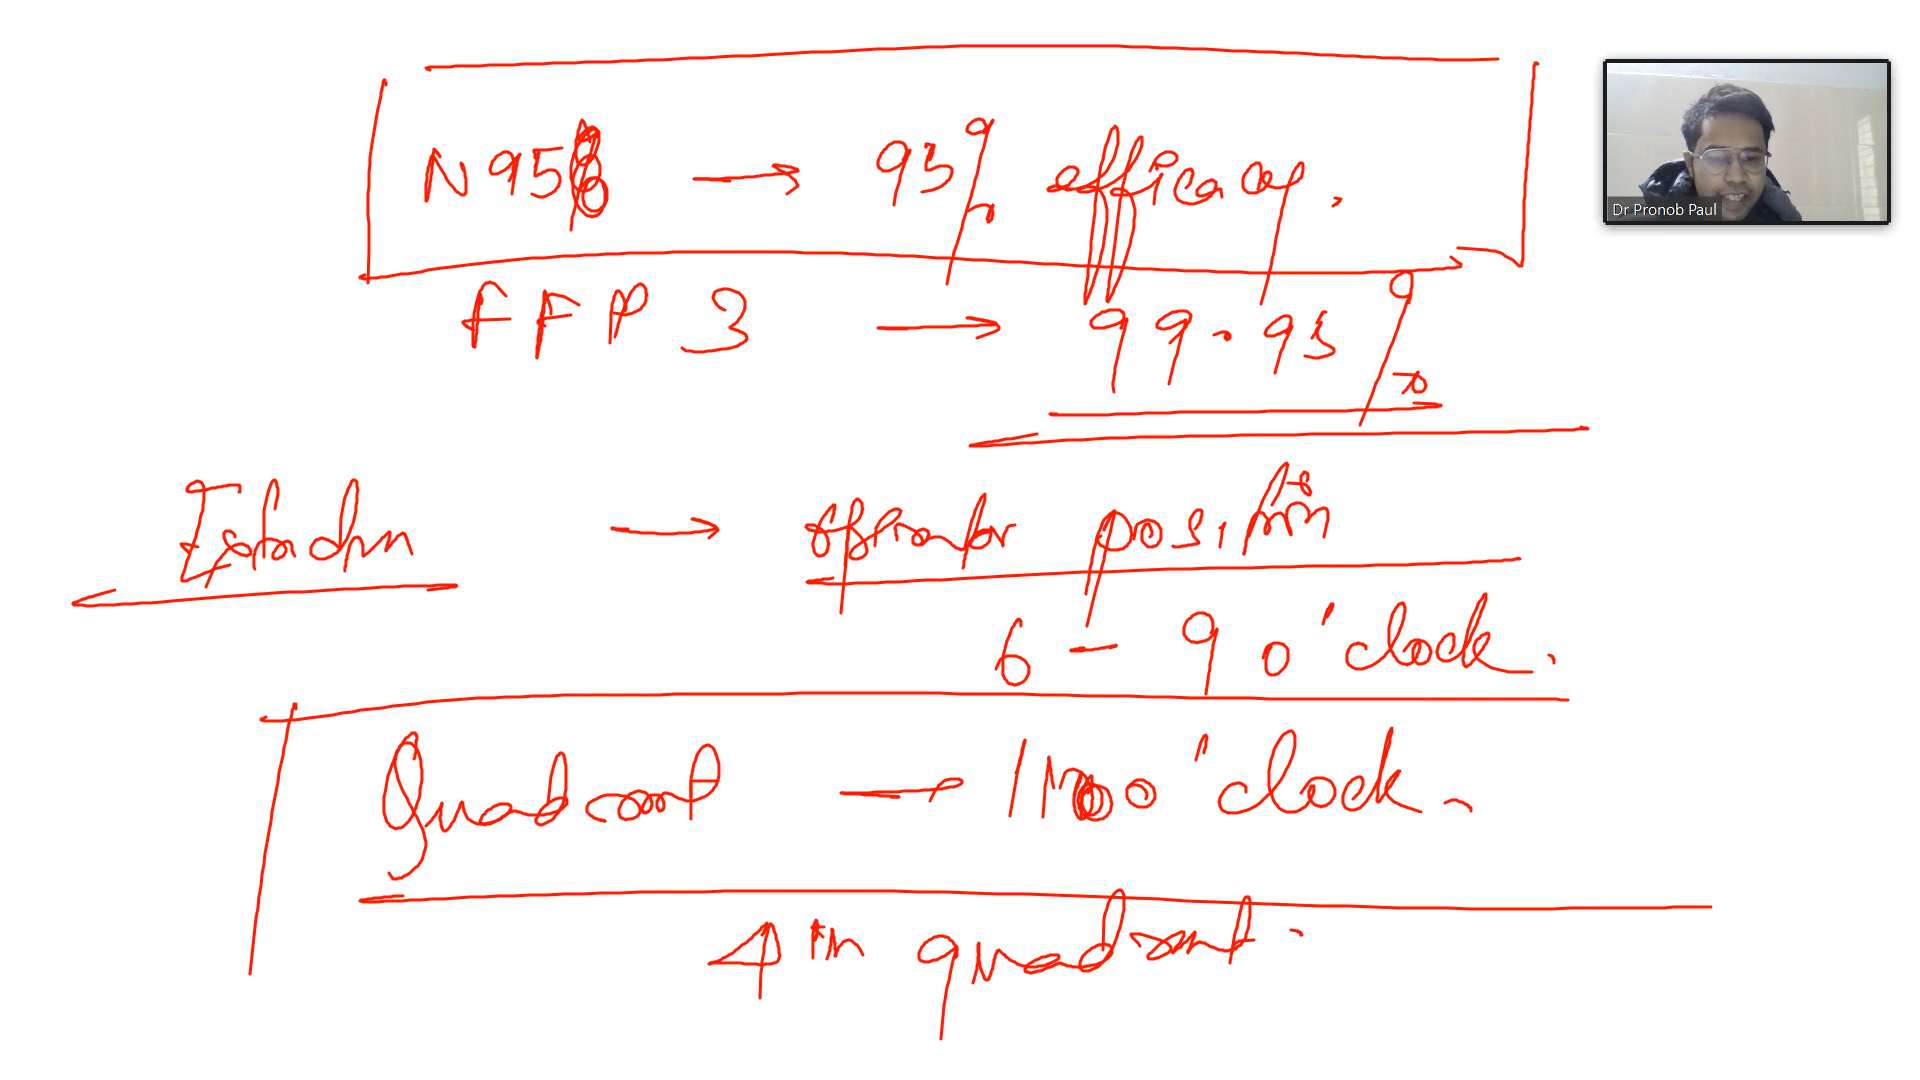 N95 → 95% efficacy.
Dr Pronob Paul
FFP3 → 99.95%
→ operator position
6 - 9 o'clock.
Quadrant → 11 o'clock.
4th quadrant.